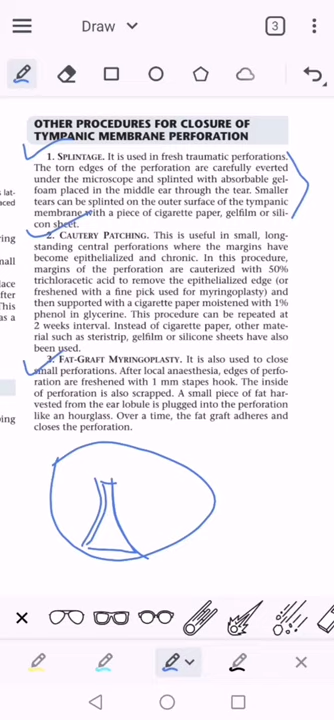 Draw
3
OTHER PROCEDURES FOR CLOSURE OF
TYMPANIC MEMBRANE PERFORATION
1. SPLINTAGE. It is used in fresh traumatic perforations.
The torn edges of the perforation are carefully everted
under the microscope and splinted with absorbable gel-
foam placed in the middle ear through the tear. Smaller
tears can be splinted on the outer surface of the tympanic
membrane with a piece of cigarette paper, gelfilm or sili-
con sheet.
2. CAUTERY PATCHING. This is useful in small, long-
standing central perforations where the margins have
become epithelialized and chronic. In this procedure,
margins of the perforation are cauterized with 50%
trichloracetic acid to remove the epithelialized edge (or
freshened with a fine pick used for myringoplasty) and
then supported with a cigarette paper moistened with 1%
phenol in glycerine. This procedure can be repeated at
2 weeks interval. Instead of cigarette paper, other mate-
rial such as steristrip, gelfilm or silicone sheets have also
been used.
3. FAT-GRAFT MYRINGOPLASTY. It is also used to close
small perforations. After local anaesthesia, edges of perfo-
ration are freshened with 1 mm stapes hook. The inside
of perforation is also scrapped. A small piece of fat har-
vested from the ear lobule is plugged into the perforation
like an hourglass. Over a time, the fat graft adheres and
closes the perforation.